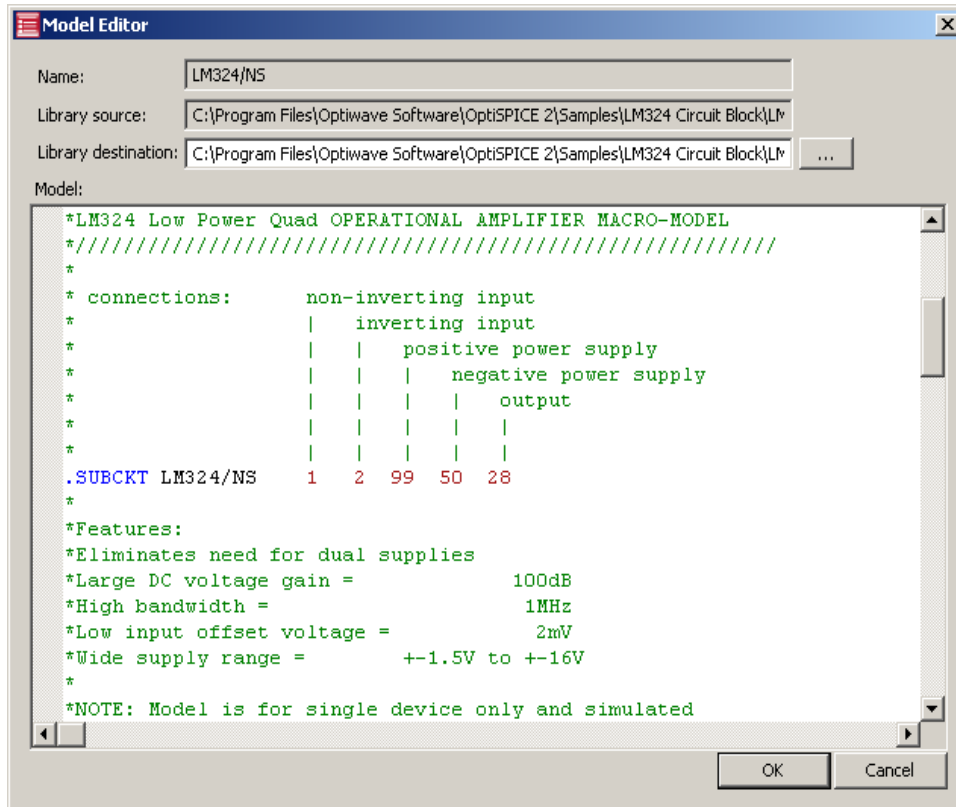 Model Editor
Name: LM324/NS
Library source: C:\Program Files\Optiwave Software\OptiSPICE 2\Samples\LM324 Circuit Block\LM
Library destination: C:\Program Files\Optiwave Software\OptiSPICE 2\Samples\LM324 Circuit Block\LM ...
Model:
*LM324 Low Power Quad OPERATIONAL AMPLIFIER MACRO-MODEL
*///////////////////////////////////////////////////////////
*
* connections:      non-inverting input
*                   |   inverting input
*                   |   |   positive power supply
*                   |   |   |   negative power supply
*                   |   |   |   |   output
*                   |   |   |   |   |
*                   |   |   |   |   |
.SUBCKT LM324/NS    1   2  99  50  28
*
*Features:
*Eliminates need for dual supplies
*Large DC voltage gain =             100dB
*High bandwidth =                     1MHz
*Low input offset voltage =            2mV
*Wide supply range =        +-1.5V to +-16V
*
*NOTE: Model is for single device only and simulated
OK Cancel